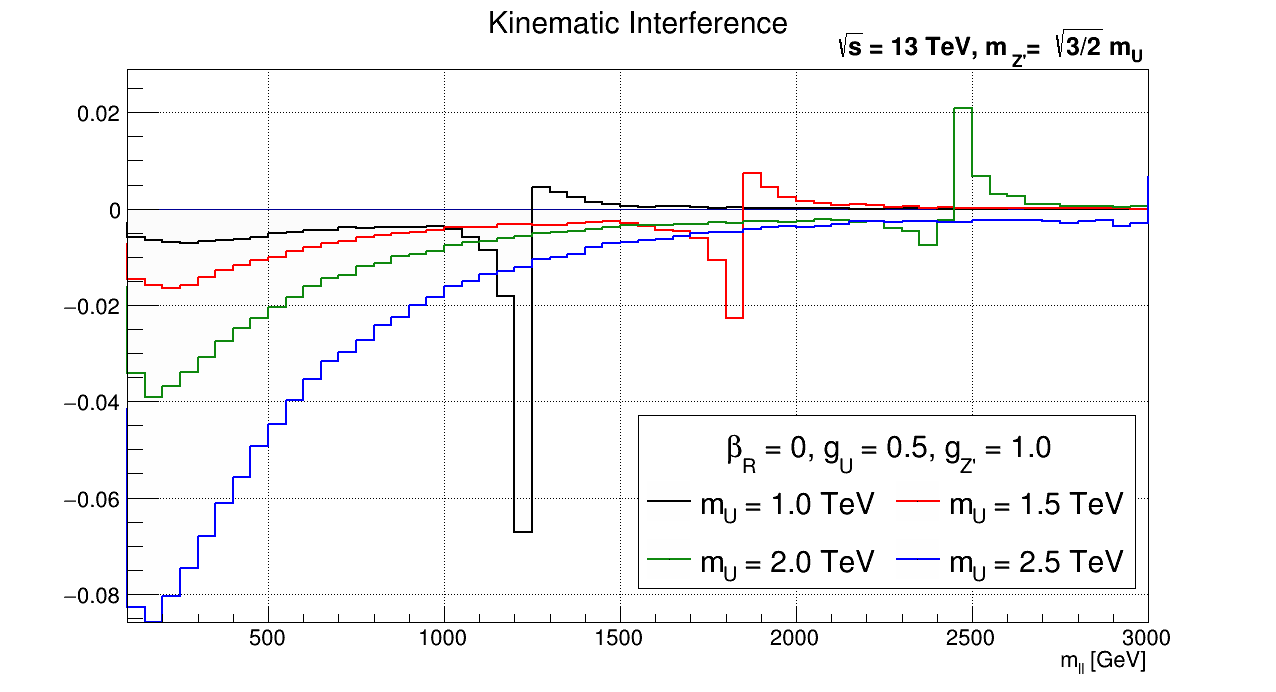 Kinematic Interference
√s = 13 TeV, m_Z'= √3/2 m_U
0.02
0
−0.02
−0.04
−0.06
−0.08
β_R = 0, g_U = 0.5, g_Z' = 1.0
m_U = 1.0 TeV m_U = 1.5 TeV
m_U = 2.0 TeV m_U = 2.5 TeV
500 1000 1500 2000 2500 3000
m_ll [GeV]